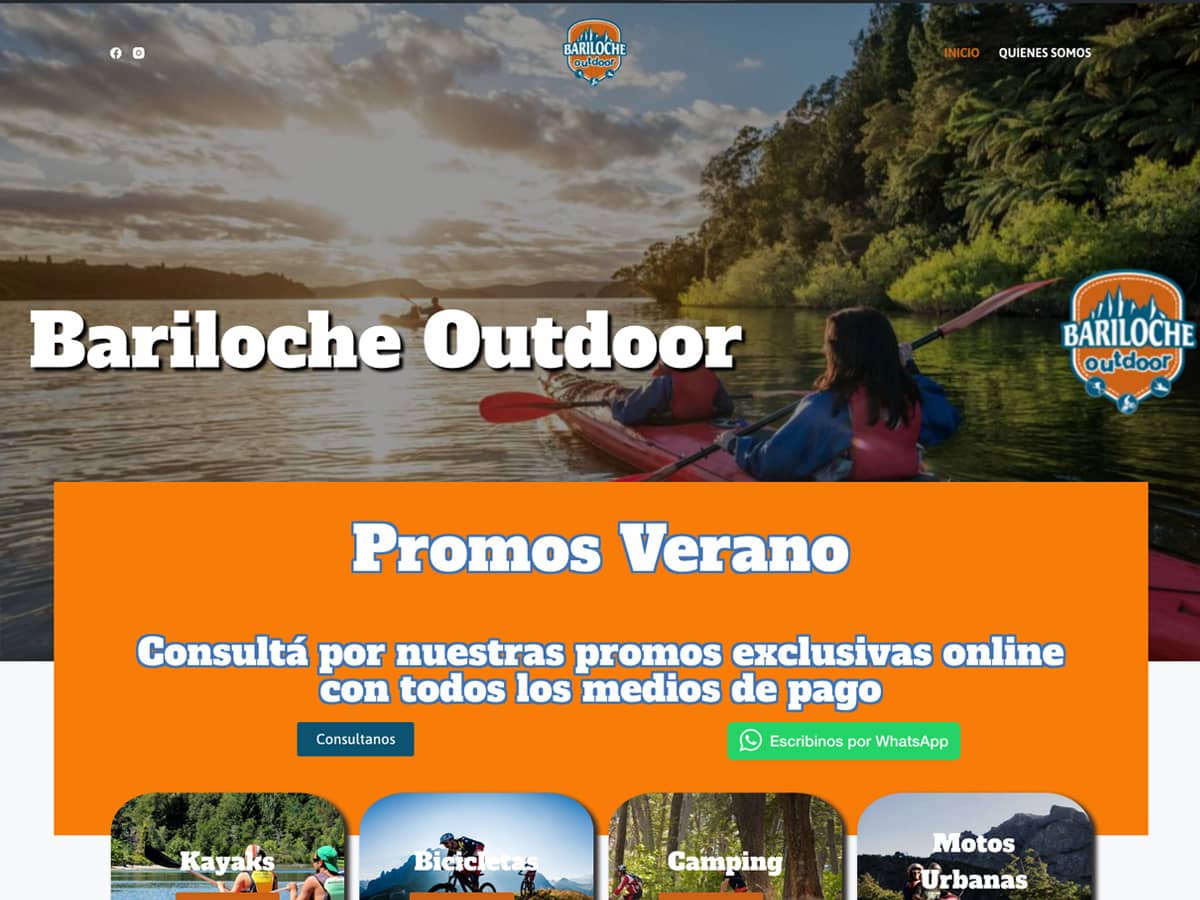 BARILOCHE
outdoor
INICIO QUIENES SOMOS
Bariloche Outdoor
BARILOCHE
outdoor
Promos Verano
Consultá por nuestras promos exclusivas online
con todos los medios de pago
Consultanos
Escribinos por WhatsApp
Kayaks
Bicicletas
Camping
Motos
Urbanas